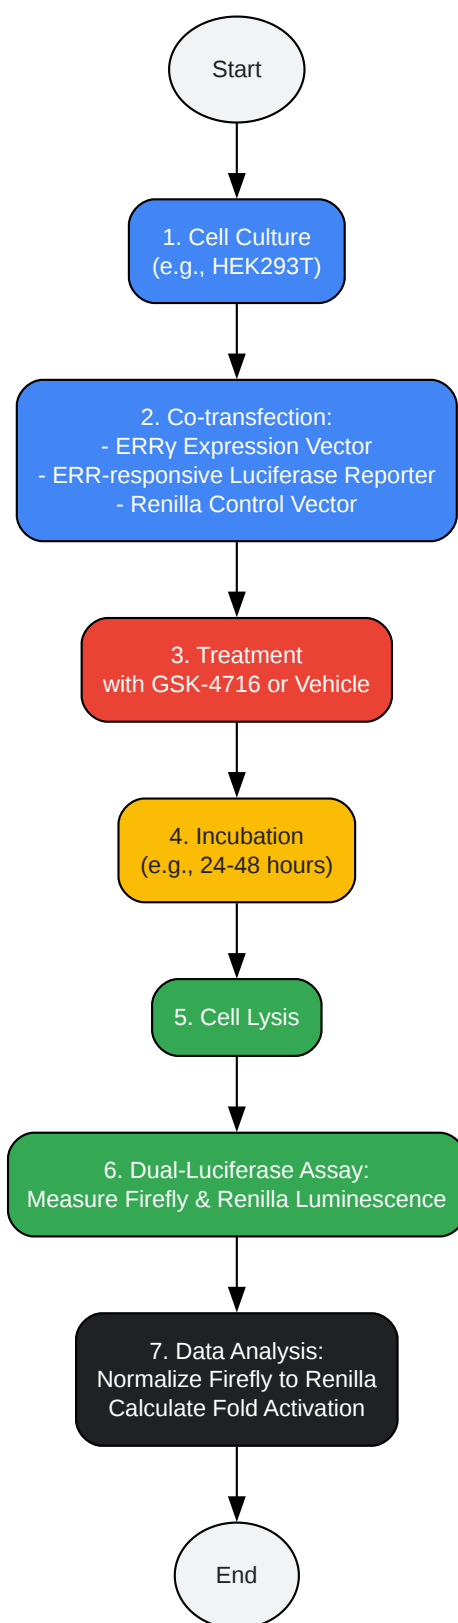 Start
1. Cell Culture
(e.g., HEK293T)
2. Co-transfection:
- ERRγ Expression Vector
- ERR-responsive Luciferase Reporter
- Renilla Control Vector
3. Treatment
with GSK-4716 or Vehicle
4. Incubation
(e.g., 24-48 hours)
5. Cell Lysis
6. Dual-Luciferase Assay:
Measure Firefly & Renilla Luminescence
7. Data Analysis:
Normalize Firefly to Renilla
Calculate Fold Activation
End